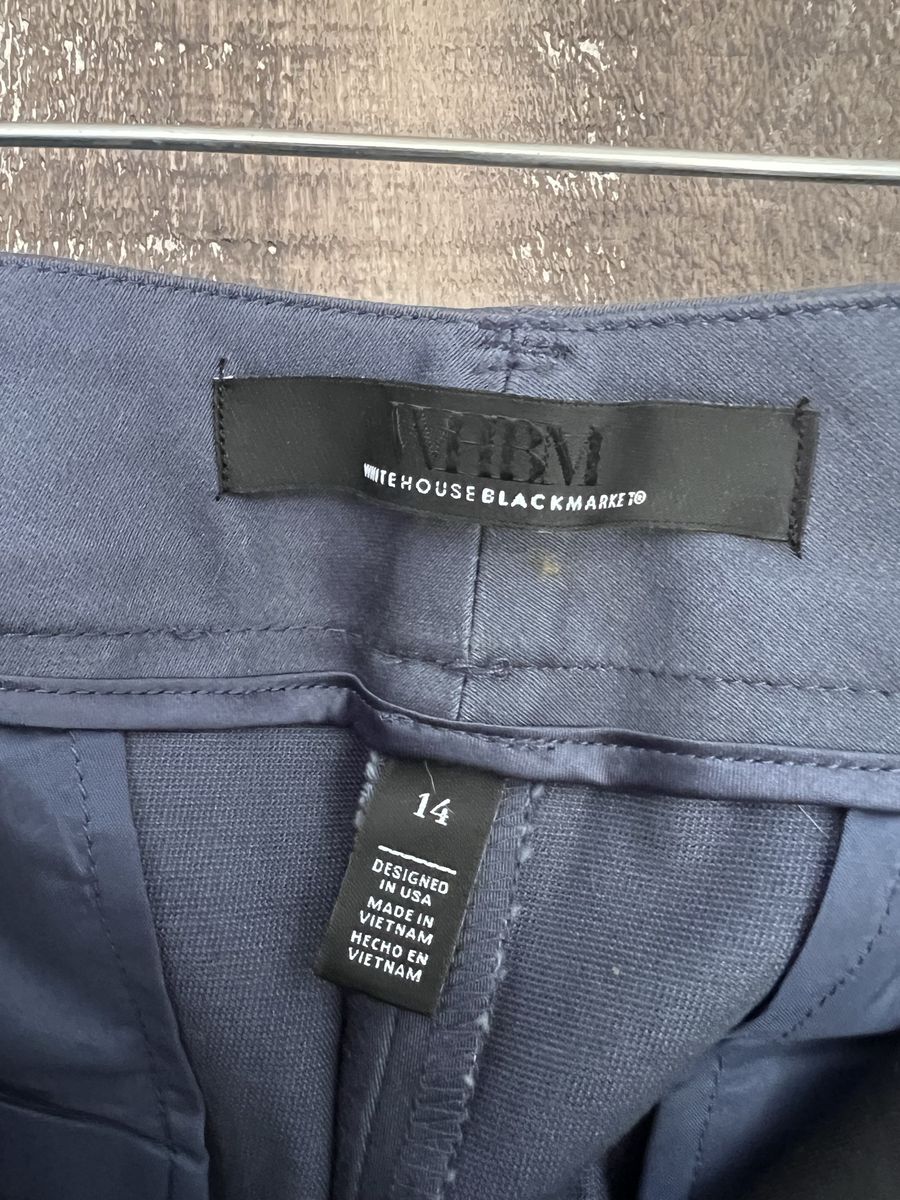 WHBM
WHITEHOUSEBLACKMARKET®
14
DESIGNED
IN USA
MADE IN
VIETNAM
HECHO EN
VIETNAM